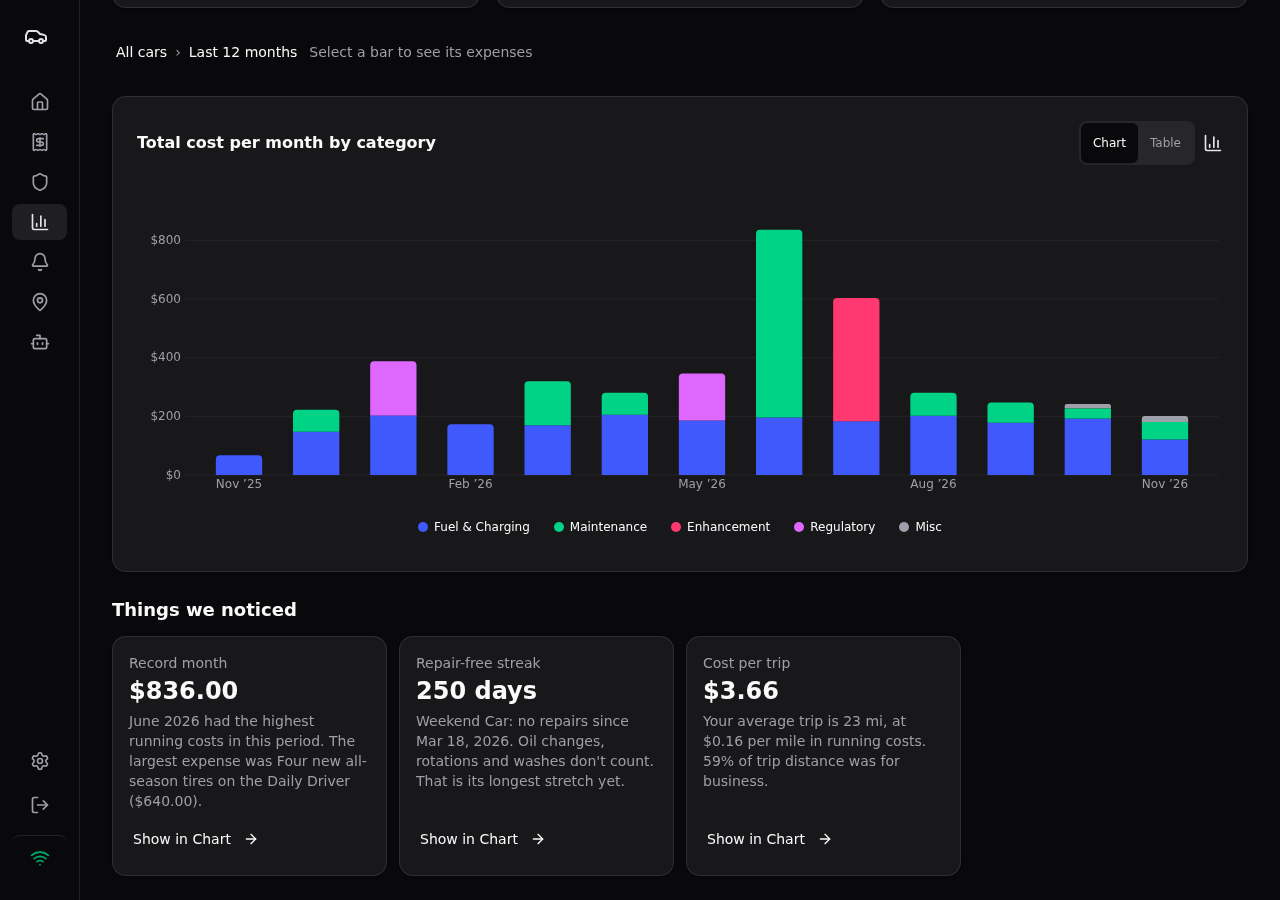 All cars › Last 12 months Select a bar to see its expenses
Total cost per month by category
Chart Table
$800
$600
$400
$200
$0
Nov ’25 Feb ’26 May ’26 Aug ’26 Nov ’26
Fuel & Charging Maintenance Enhancement Regulatory Misc
Things we noticed
Record month
$836.00
June 2026 had the highest
running costs in this period. The
largest expense was Four new all-
season tires on the Daily Driver
($640.00).
Show in Chart
Repair-free streak
250 days
Weekend Car: no repairs since
Mar 18, 2026. Oil changes,
rotations and washes don't count.
That is its longest stretch yet.
Show in Chart
Cost per trip
$3.66
Your average trip is 23 mi, at
$0.16 per mile in running costs.
59% of trip distance was for
business.
Show in Chart